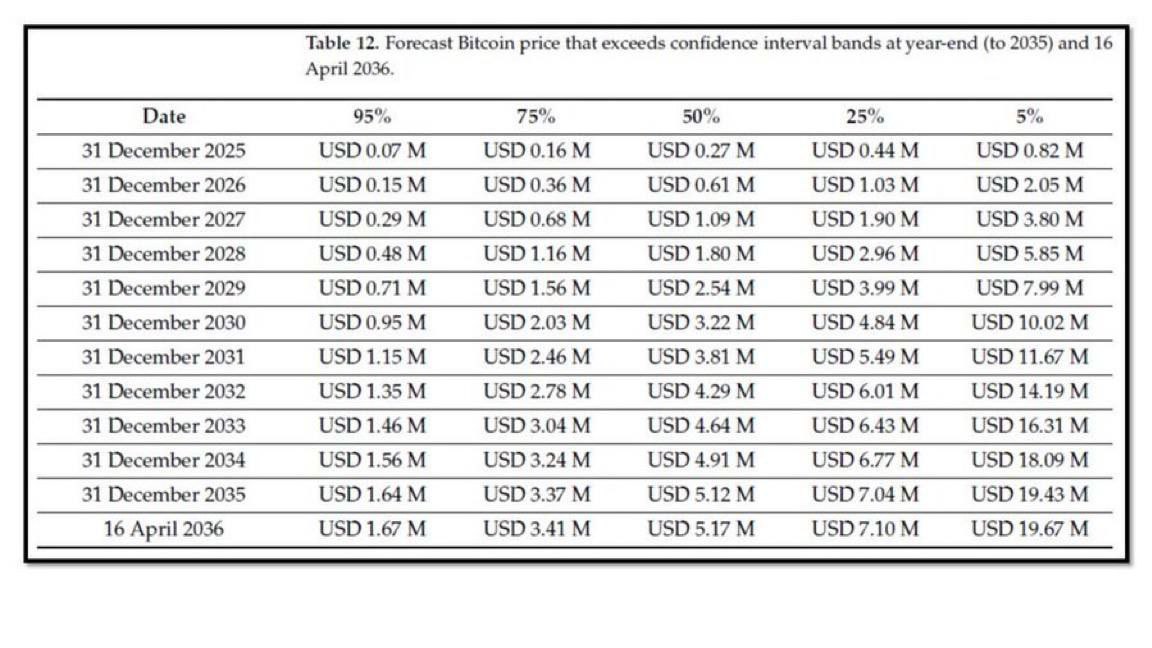 Table 12. Forecast Bitcoin price that exceeds confidence interval bands at year-end (to 2035) and 16
April 2036.
Date 95% 75% 50% 25% 5%
31 December 2025 USD 0.07 M USD 0.16 M USD 0.27 M USD 0.44 M USD 0.82 M
31 December 2026 USD 0.15 M USD 0.36 M USD 0.61 M USD 1.03 M USD 2.05 M
31 December 2027 USD 0.29 M USD 0.68 M USD 1.09 M USD 1.90 M USD 3.80 M
31 December 2028 USD 0.48 M USD 1.16 M USD 1.80 M USD 2.96 M USD 5.85 M
31 December 2029 USD 0.71 M USD 1.56 M USD 2.54 M USD 3.99 M USD 7.99 M
31 December 2030 USD 0.95 M USD 2.03 M USD 3.22 M USD 4.84 M USD 10.02 M
31 December 2031 USD 1.15 M USD 2.46 M USD 3.81 M USD 5.49 M USD 11.67 M
31 December 2032 USD 1.35 M USD 2.78 M USD 4.29 M USD 6.01 M USD 14.19 M
31 December 2033 USD 1.46 M USD 3.04 M USD 4.64 M USD 6.43 M USD 16.31 M
31 December 2034 USD 1.56 M USD 3.24 M USD 4.91 M USD 6.77 M USD 18.09 M
31 December 2035 USD 1.64 M USD 3.37 M USD 5.12 M USD 7.04 M USD 19.43 M
16 April 2036 USD 1.67 M USD 3.41 M USD 5.17 M USD 7.10 M USD 19.67 M